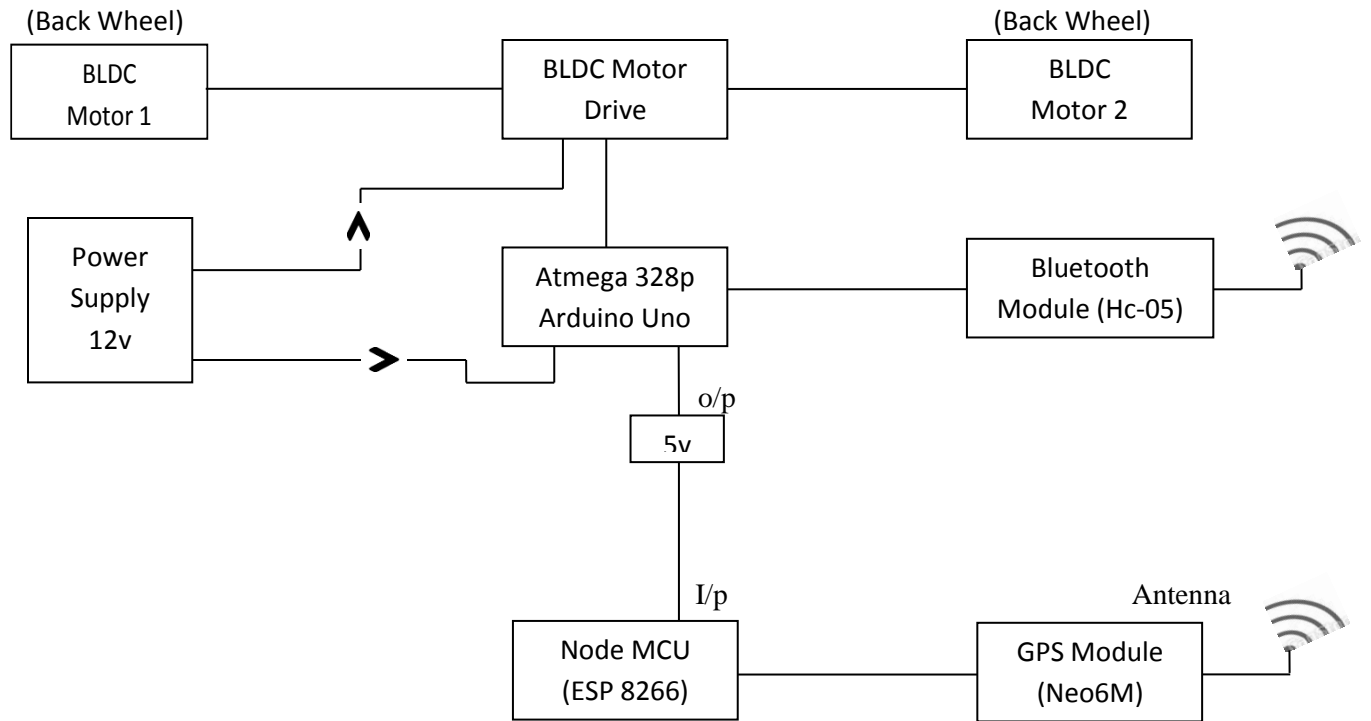 (Back Wheel)
(Back Wheel)
BLDC
Motor 1
BLDC Motor
Drive
BLDC
Motor 2
Power
Supply
12v
Atmega 328p
Arduino Uno
Bluetooth
Module (Hc-05)
o/p
5v
I/p
Antenna
Node MCU
(ESP 8266)
GPS Module
(Neo6M)